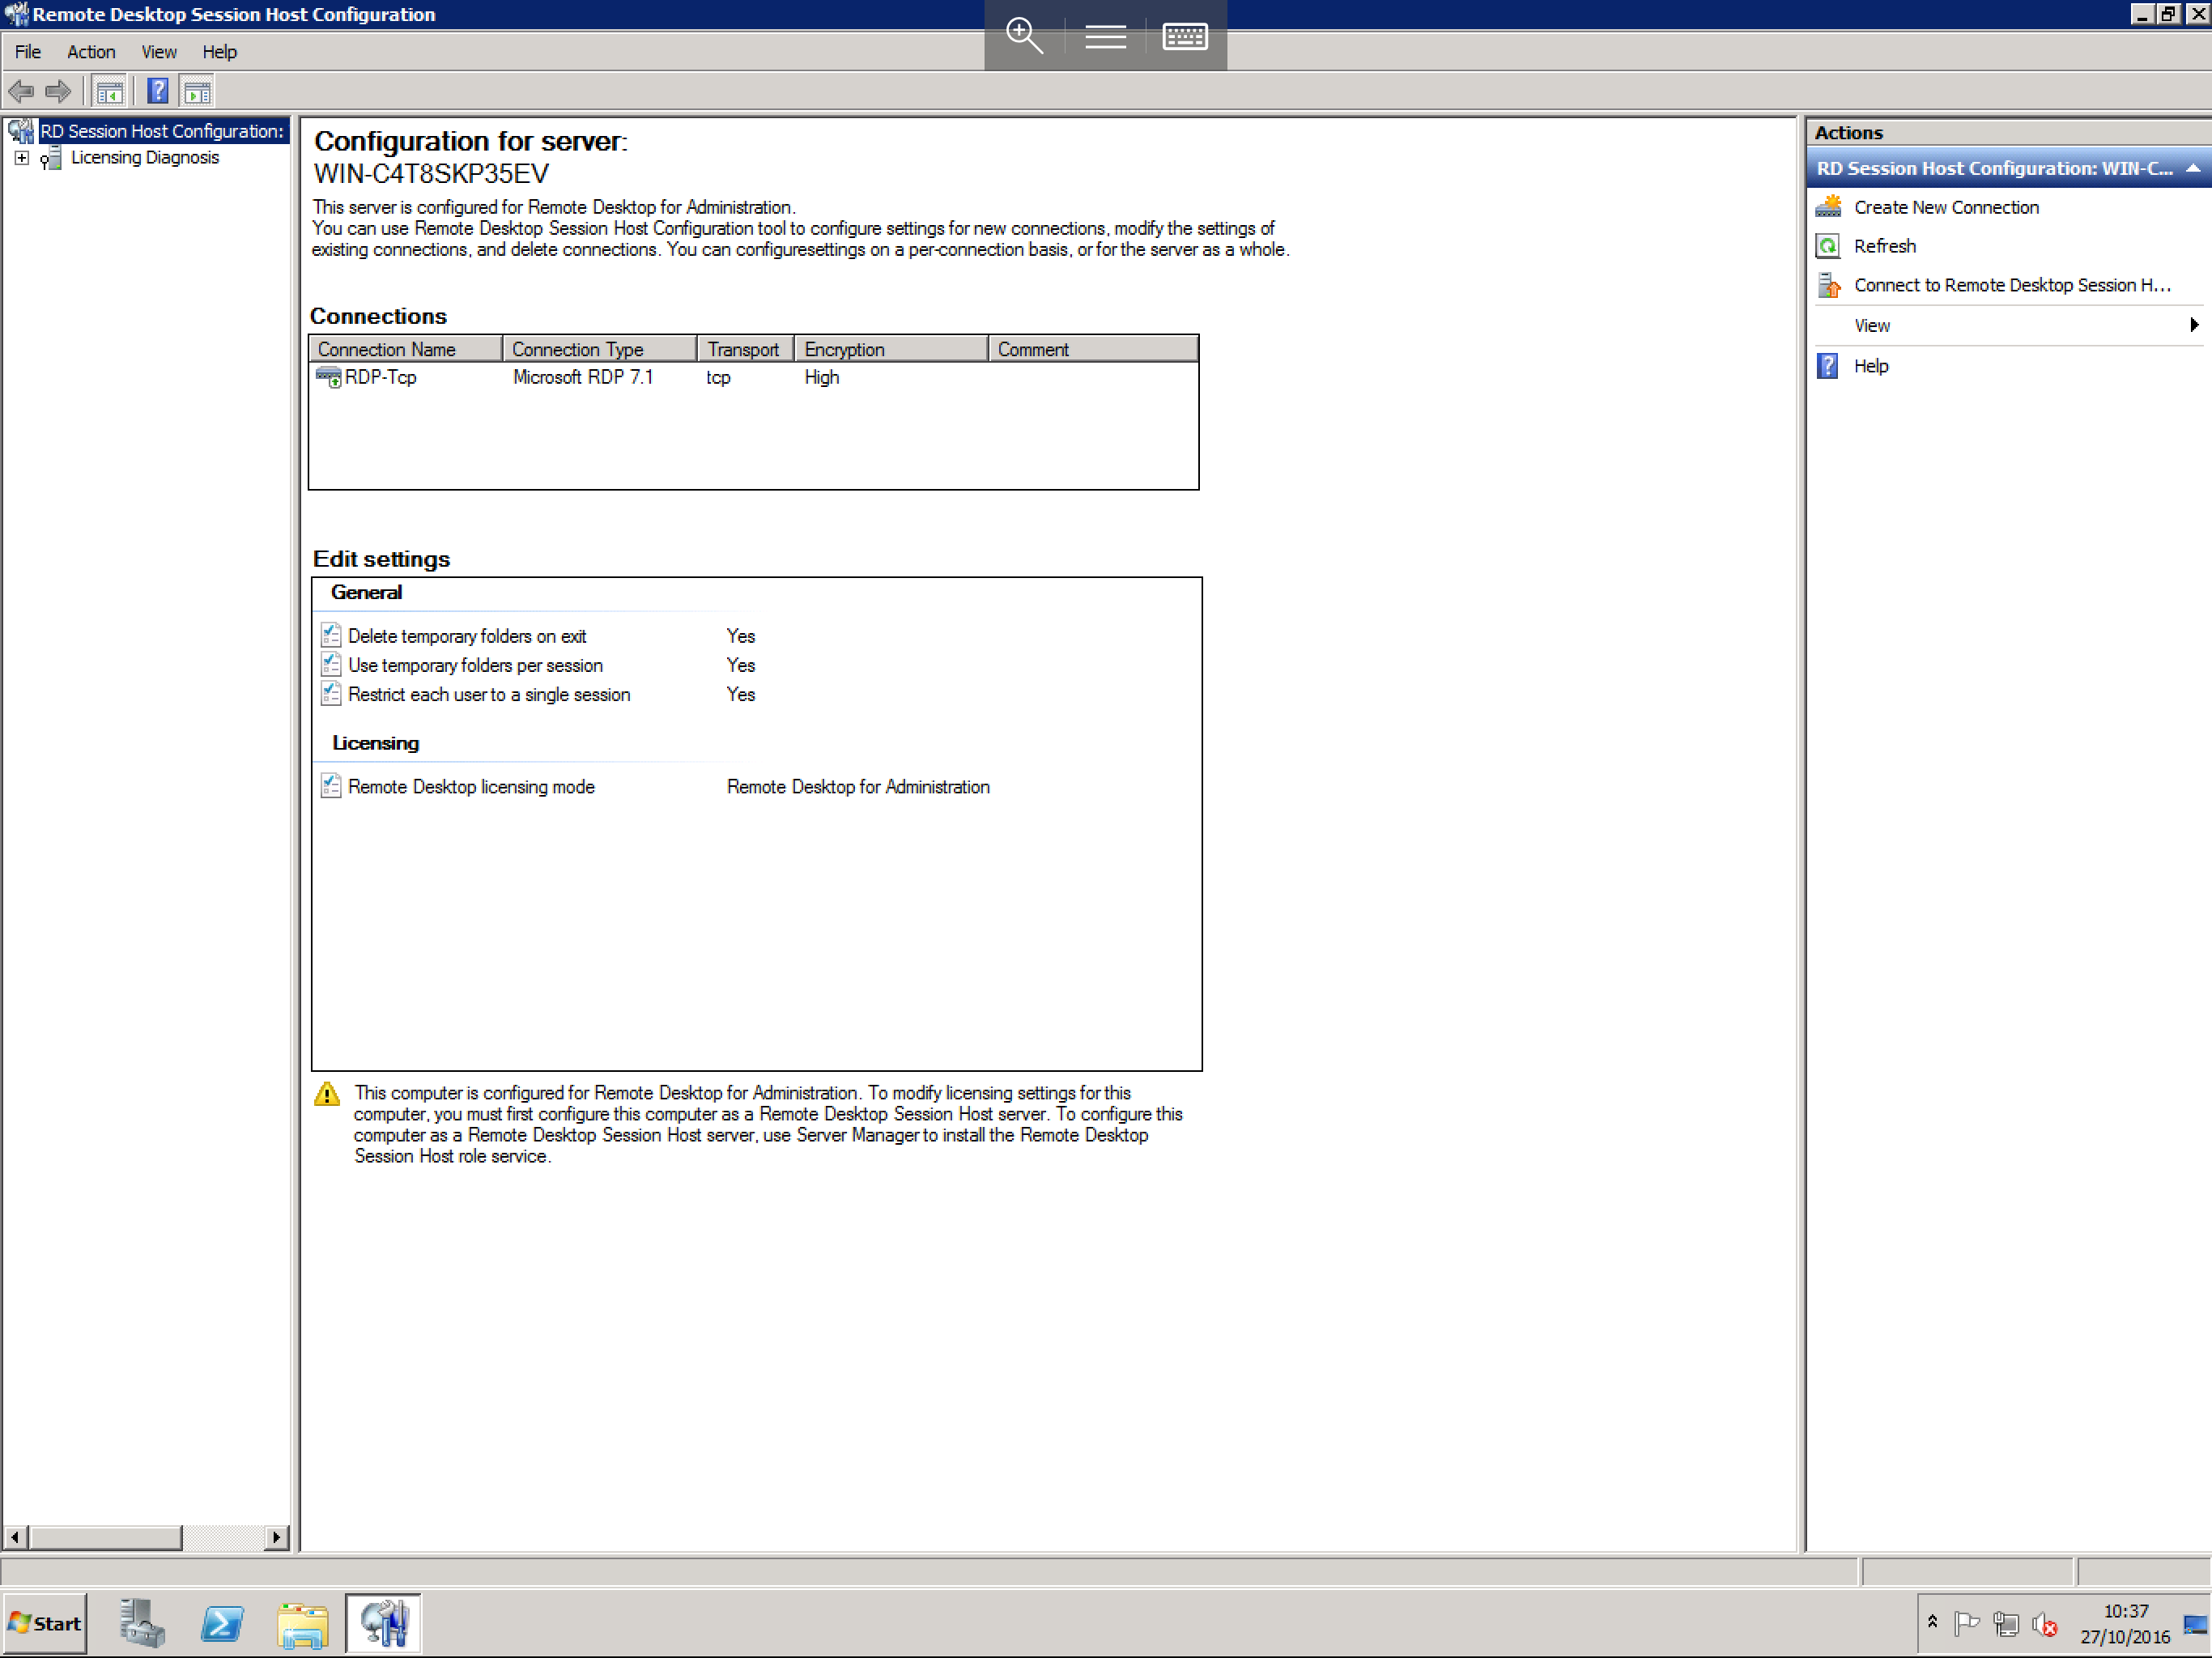 Remote Desktop Session Host Configuration
File Action View Help
RD Session Host Configuration:
Licensing Diagnosis
Configuration for server:
WIN-C4T8SKP35EV
This server is configured for Remote Desktop for Administration.
You can use Remote Desktop Session Host Configuration tool to configure settings for new connections, modify the settings of
existing connections, and delete connections. You can configuresettings on a per-connection basis, or for the server as a whole.
Connections
Connection Name Connection Type Transport Encryption Comment
RDP-Tcp Microsoft RDP 7.1 tcp High
Edit settings
General
Delete temporary folders on exit Yes
Use temporary folders per session Yes
Restrict each user to a single session Yes
Licensing
Remote Desktop licensing mode Remote Desktop for Administration
This computer is configured for Remote Desktop for Administration. To modify licensing settings for this
computer, you must first configure this computer as a Remote Desktop Session Host server. To configure this
computer as a Remote Desktop Session Host server, use Server Manager to install the Remote Desktop
Session Host role service.
Actions
RD Session Host Configuration: WIN-C...
Create New Connection
Refresh
Connect to Remote Desktop Session H...
View
Help
Start
10:37
27/10/2016